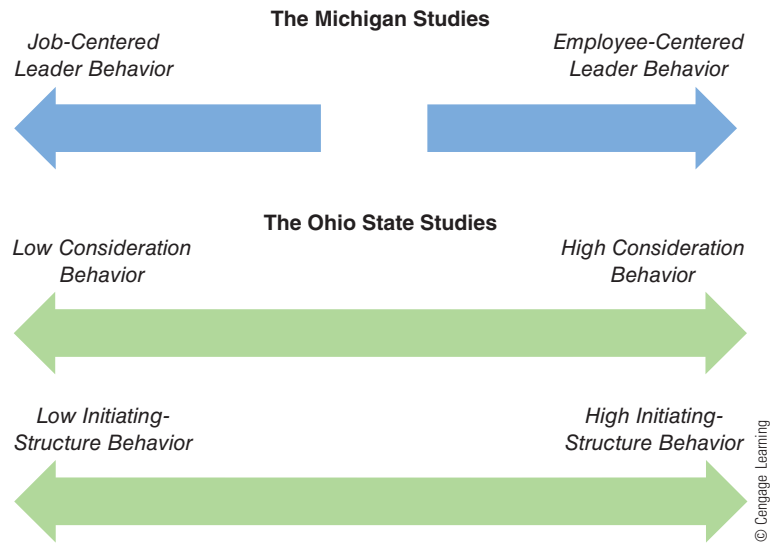 The Michigan Studies
Job-Centered
Leader Behavior
Employee-Centered
Leader Behavior
The Ohio State Studies
Low Consideration
Behavior
High Consideration
Behavior
Low Initiating-
Structure Behavior
High Initiating-
Structure Behavior
© Cengage Learning